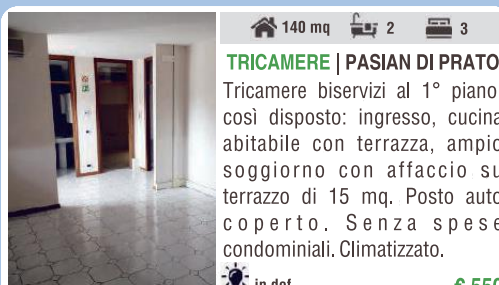 140 mq 2 3
TRICAMERE | PASIAN DI PRATO
Tricamere biservizi al 1° piano
così disposto: ingresso, cucina
abitabile con terrazza, ampio
soggiorno con affaccio su
terrazzo di 15 mq. Posto auto
coperto. Senza spese
condominiali. Climatizzato.
in def. € 550